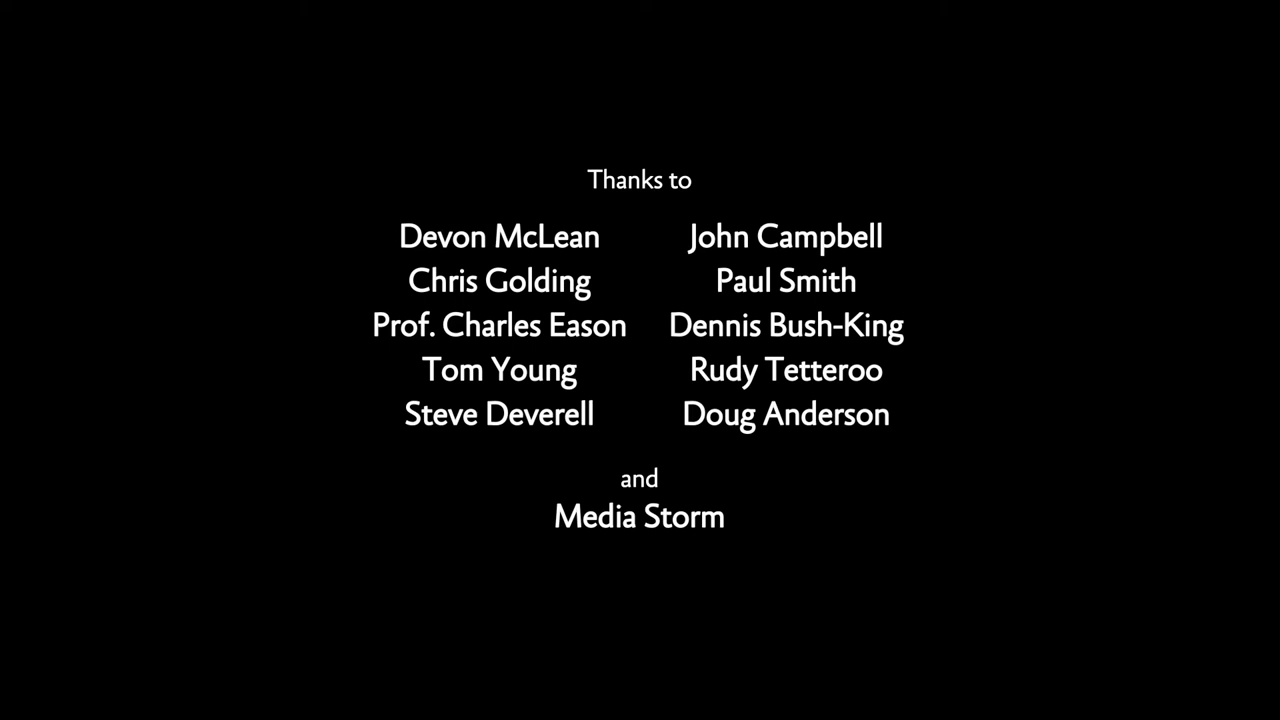 Thanks to
Devon McLean John Campbell
Chris Golding Paul Smith
Prof. Charles Eason Dennis Bush-King
Tom Young Rudy Tetteroo
Steve Deverell Doug Anderson
and
Media Storm